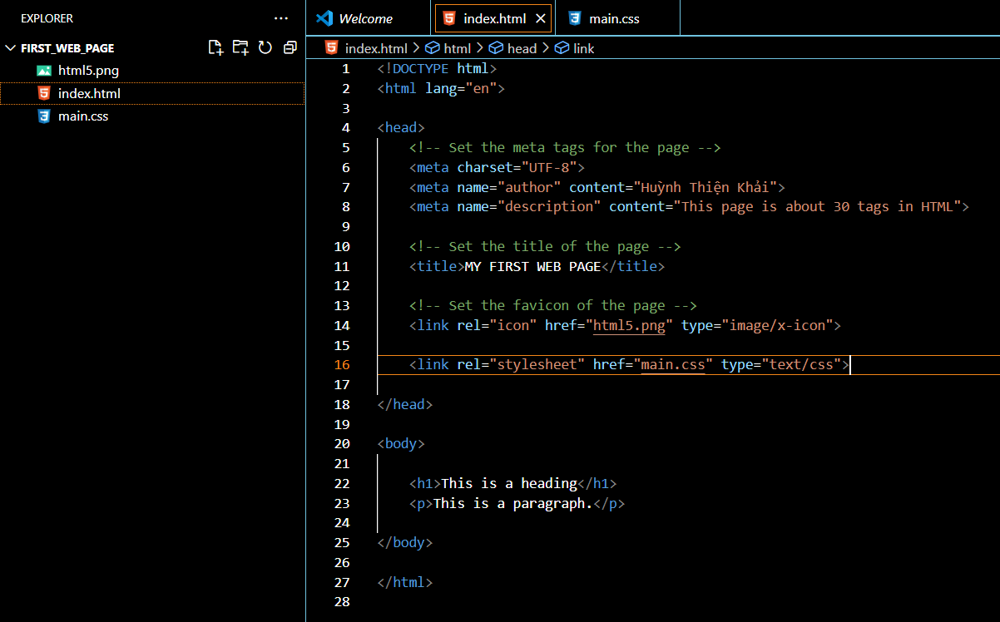 EXPLORER
FIRST_WEB_PAGE
html5.png
index.html
main.css
Welcome
index.html
main.css
index.html > html > head > link
1 <!DOCTYPE html>
2 <html lang="en">
3
4 <head>
5 <!-- Set the meta tags for the page -->
6 <meta charset="UTF-8">
7 <meta name="author" content="Huỳnh Thiện Khải">
8 <meta name="description" content="This page is about 30 tags in HTML">
9
10 <!-- Set the title of the page -->
11 <title>MY FIRST WEB PAGE</title>
12
13 <!-- Set the favicon of the page -->
14 <link rel="icon" href="html5.png" type="image/x-icon">
15
16 <link rel="stylesheet" href="main.css" type="text/css">
17
18 </head>
19
20 <body>
21
22 <h1>This is a heading</h1>
23 <p>This is a paragraph.</p>
24
25 </body>
26
27 </html>
28